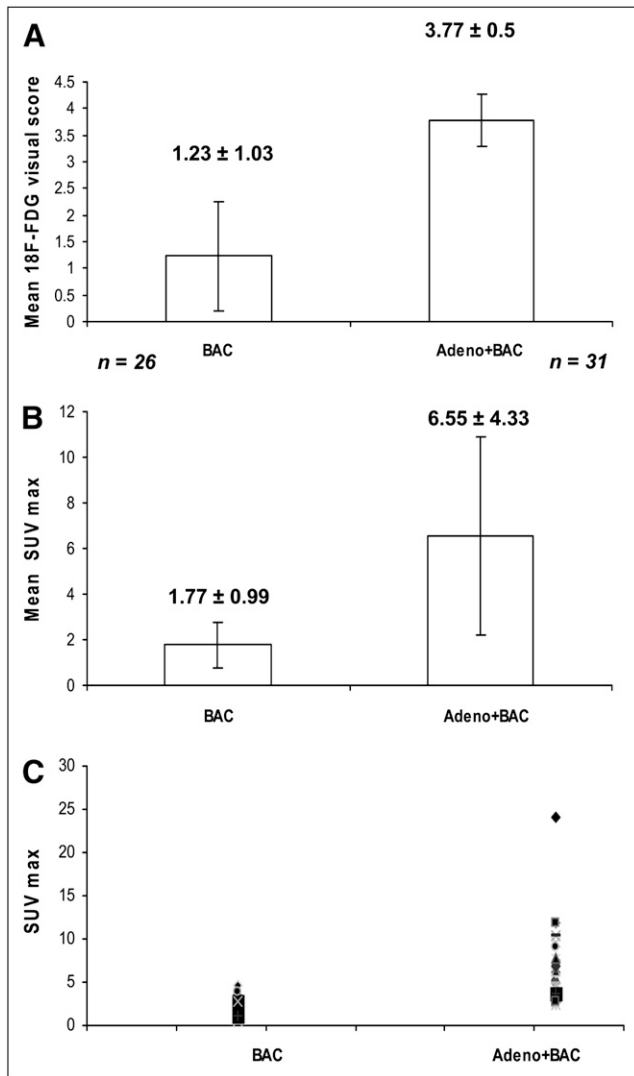 A
3.77 ± 0.5
Mean 18F-FDG visual score
4.5
4
3.5
3
2.5
2
1.5
1
0.5
0
1.23 ± 1.03
BAC
Adeno+BAC
n = 26
n = 31
B
6.55 ± 4.33
Mean SUV max
12
10
8
6
4
2
0
1.77 ± 0.99
BAC
Adeno+BAC
C
SUV max
30
25
20
15
10
5
0
BAC
Adeno+BAC